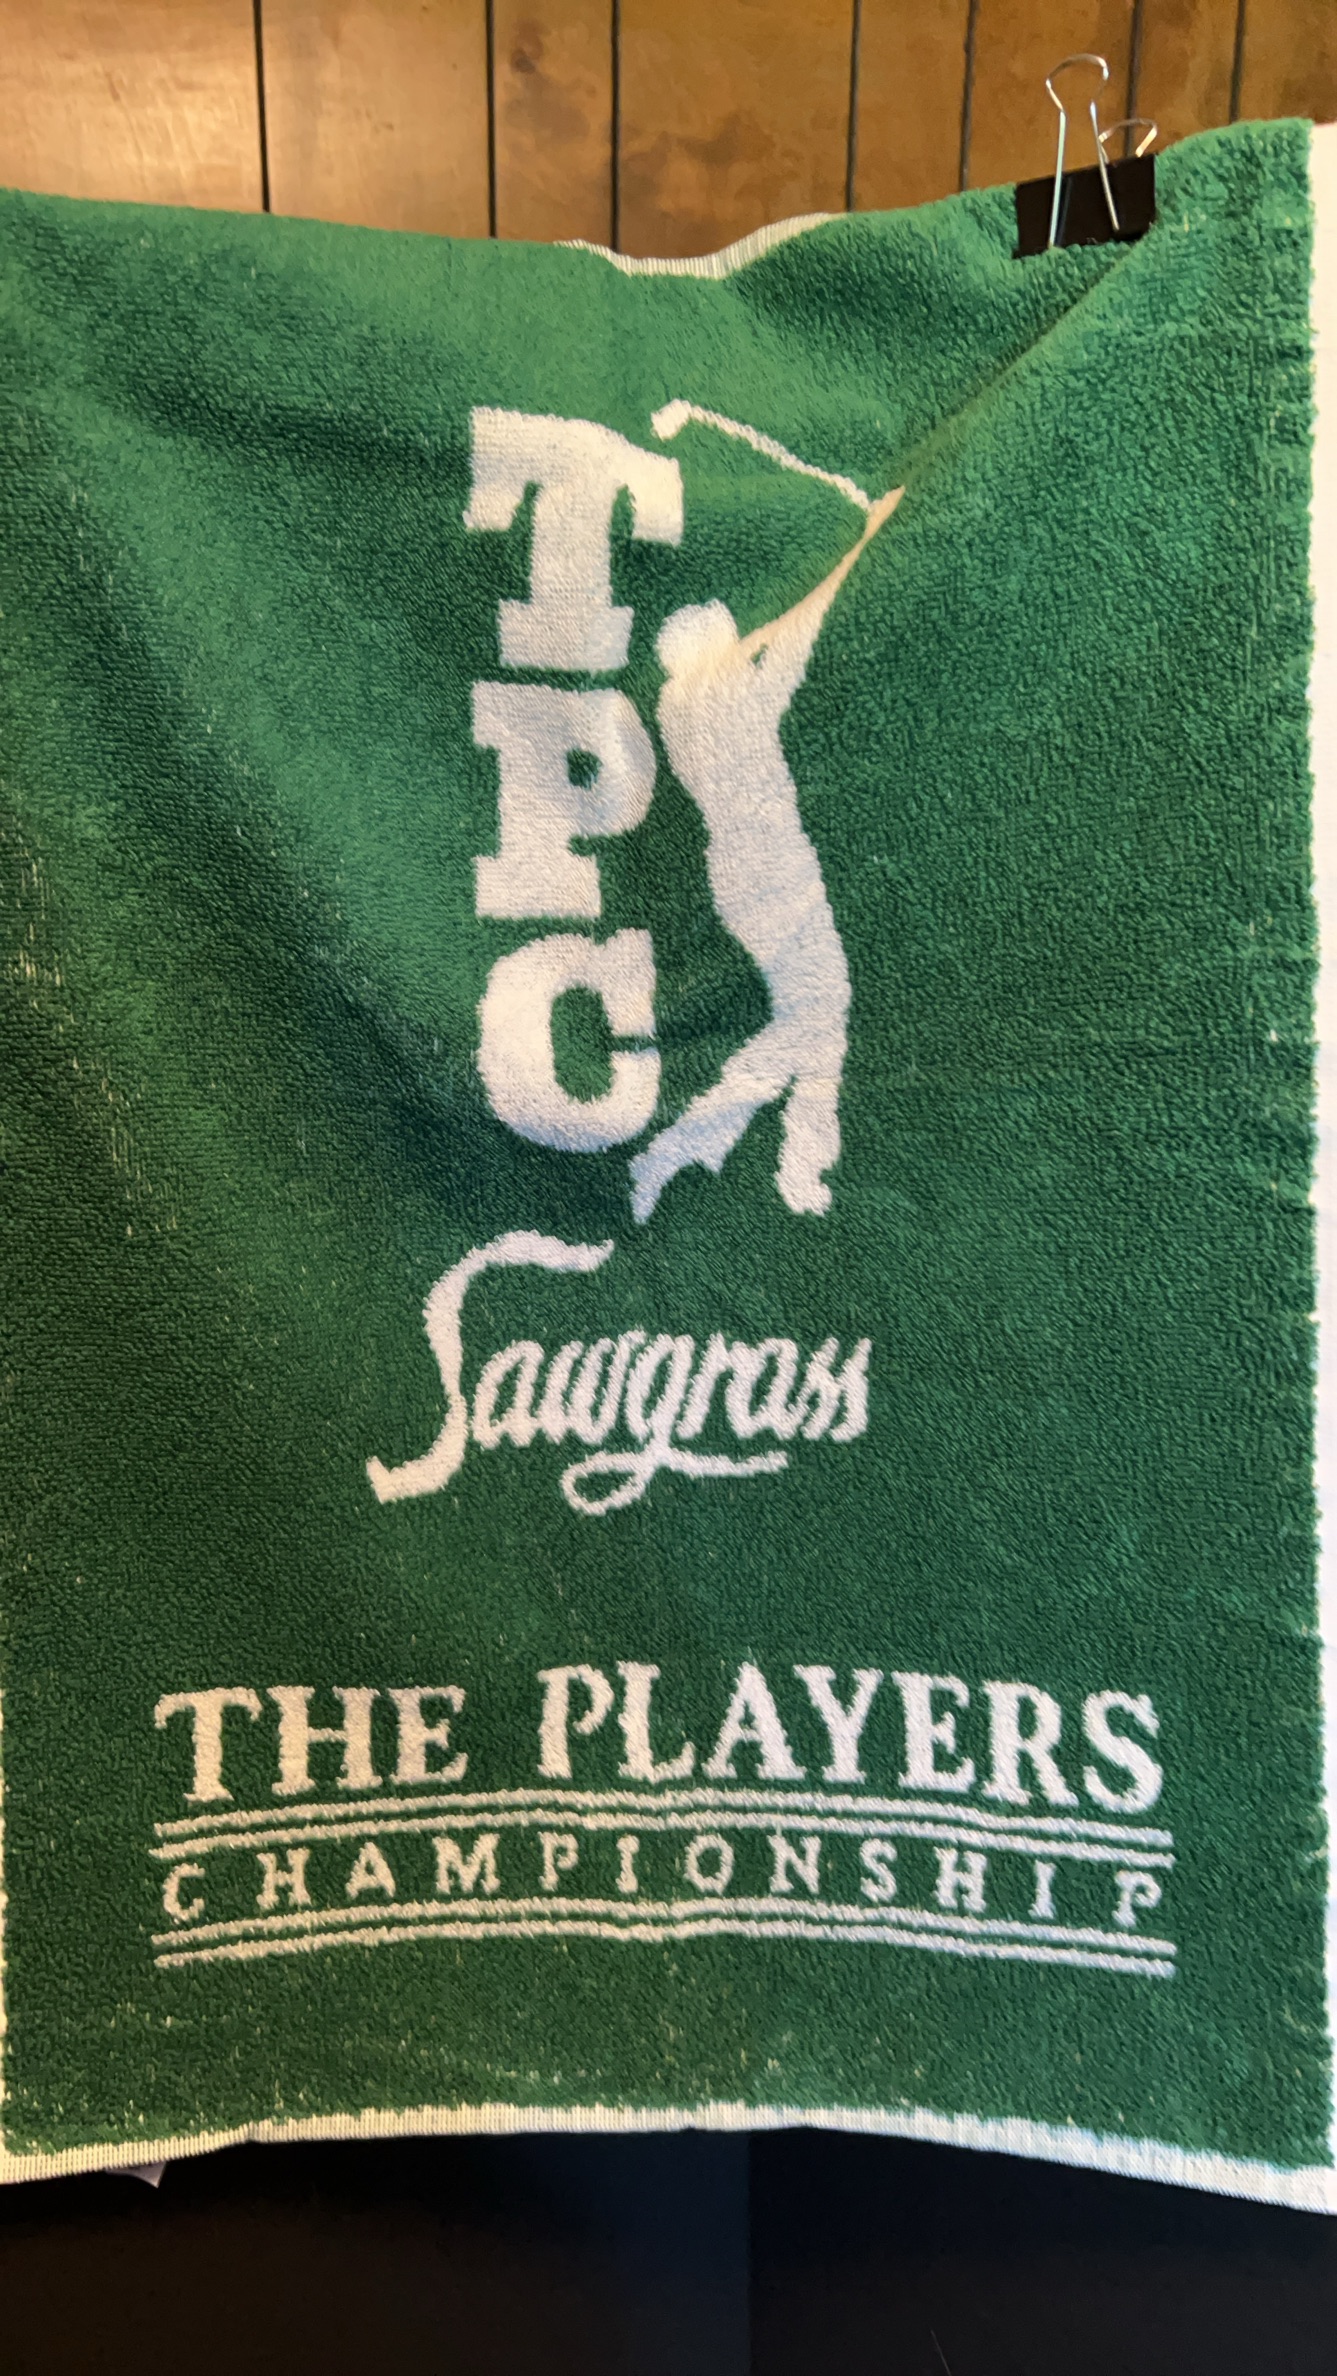 TPC
Sawgrass
THE PLAYERS
CHAMPIONSHIP